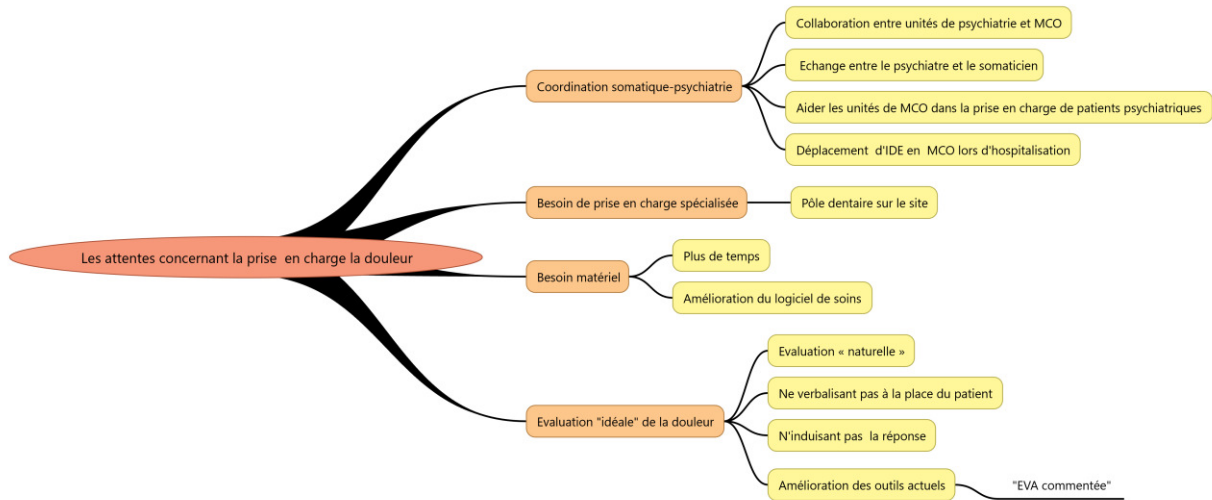 Les attentes concernant la prise en charge la douleur
Coordination somatique-psychiatrie
Collaboration entre unités de psychiatrie et MCO
Echange entre le psychiatre et le somaticien
Aider les unités de MCO dans la prise en charge de patients psychiatriques
Déplacement d'IDE en MCO lors d'hospitalisation
Besoin de prise en charge spécialisée
Pôle dentaire sur le site
Besoin matériel
Plus de temps
Amélioration du logiciel de soins
Evaluation "idéale" de la douleur
Evaluation « naturelle »
Ne verbalisant pas à la place du patient
N'induisant pas la réponse
Amélioration des outils actuels
"EVA commentée"